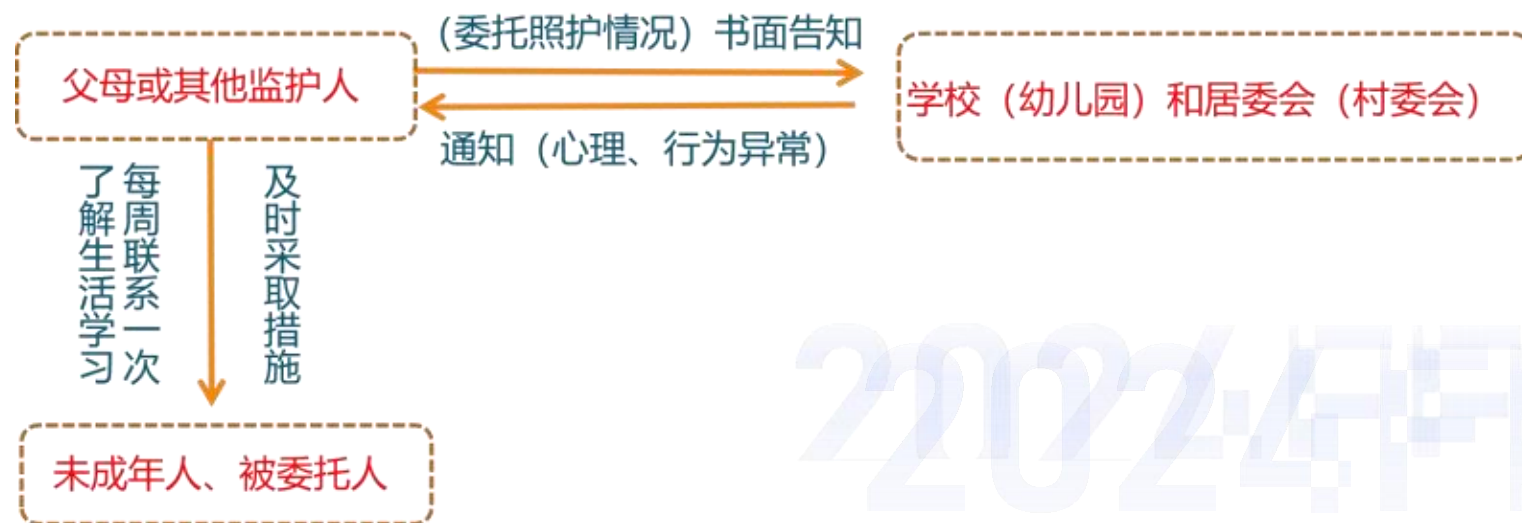 (委托照护情况)书面告知
父母或其他监护人
学校(幼儿园)和居委会(村委会)
通知(心理、行为异常)
每周联系一次
了解生活学习
及时采取措施
未成年人、被委托人
2024